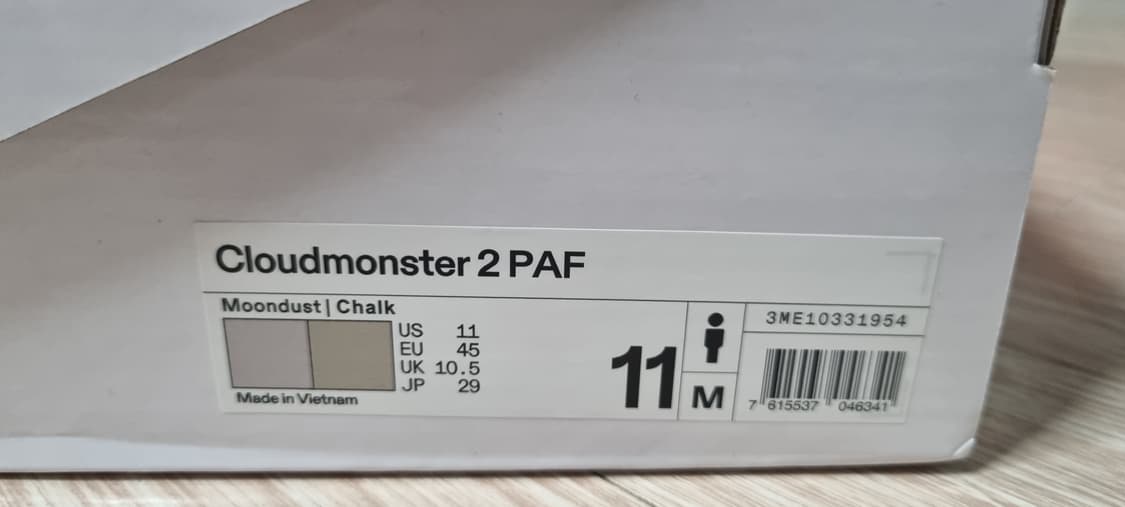 Cloudmonster 2 PAF
Moondust | Chalk
US 11
EU 45
UK 10.5
JP 29
Made in Vietnam
11
M
3ME10331954
7 615537 046341